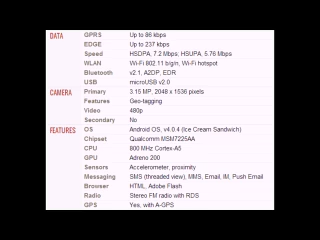 DATA GPRS Up to 86 kbps
EDGE Up to 237 kbps
Speed HSDPA, 7.2 Mbps; HSUPA, 5.76 Mbps
WLAN Wi-Fi 802.11 b/g/n, Wi-Fi hotspot
Bluetooth v2.1, A2DP, EDR
USB microUSB v2.0
CAMERA Primary 3.15 MP, 2048 x 1536 pixels
Features Geo-tagging
Video 480p
Secondary No
FEATURES OS Android OS, v4.0.4 (Ice Cream Sandwich)
Chipset Qualcomm MSM7225AA
CPU 800 MHz Cortex-A5
GPU Adreno 200
Sensors Accelerometer, proximity
Messaging SMS (threaded view), MMS, Email, IM, Push Email
Browser HTML, Adobe Flash
Radio Stereo FM radio with RDS
GPS Yes, with A-GPS